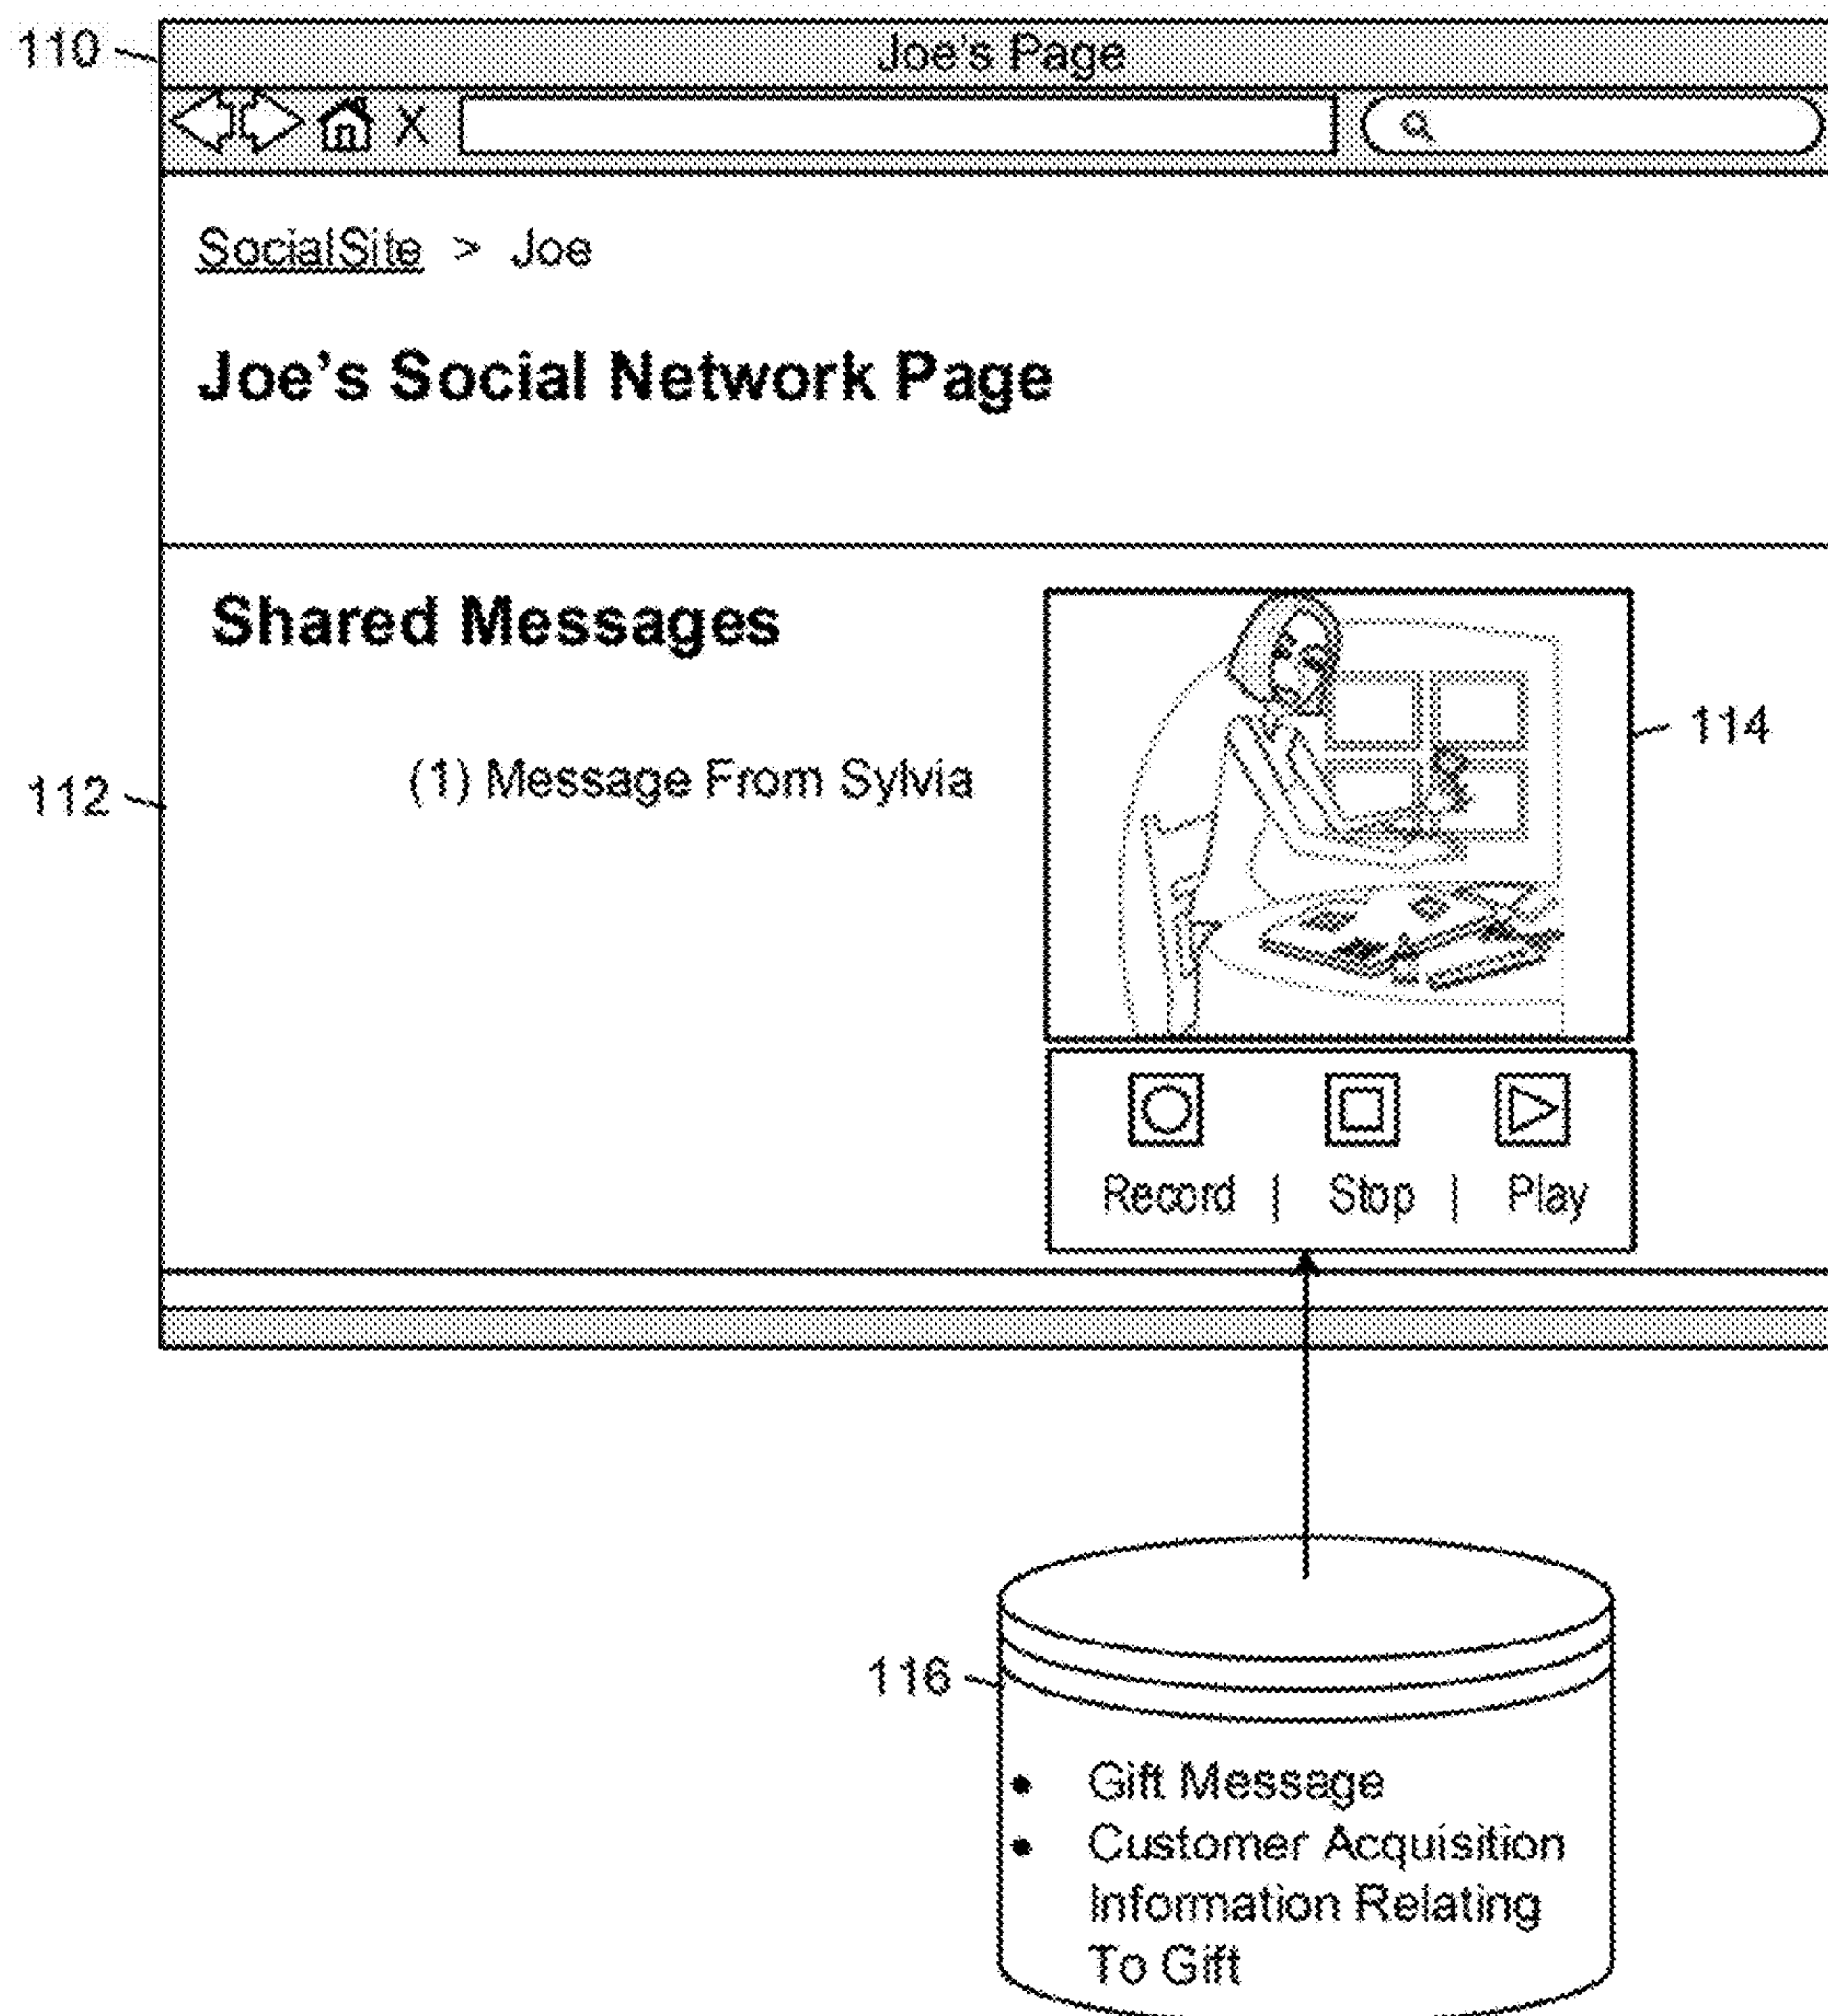 110
Joe's Page
X
SocialSite > Joe
Joe's Social Network Page
Shared Messages
114
112
(1) Message From Sylvia
Record | Stop | Play
116
• Gift Message
• Customer Acquisition
Information Relating
To Gift